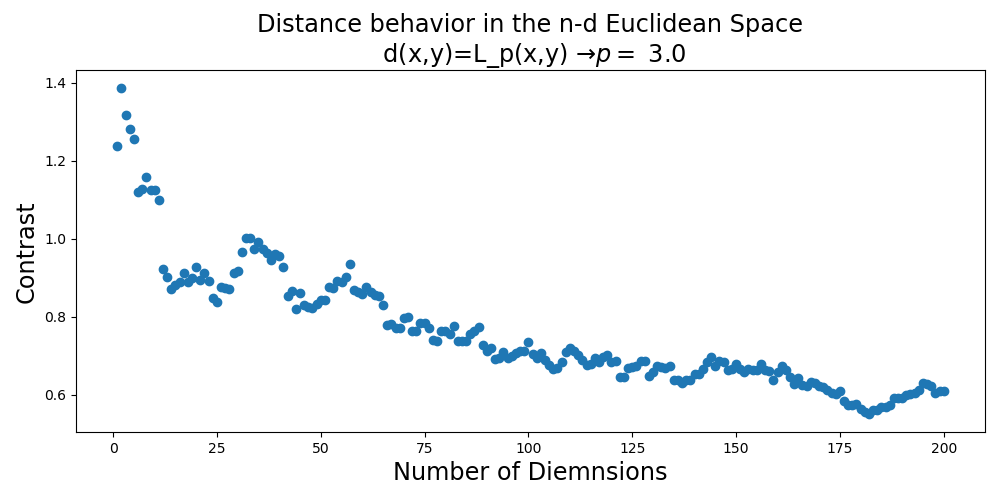 Distance behavior in the n-d Euclidean Space
d(x,y)=L_p(x,y) →p = 3.0
Contrast
1.4
1.2
1.0
0.8
0.6
0 25 50 75 100 125 150 175 200
Number of Diemnsions